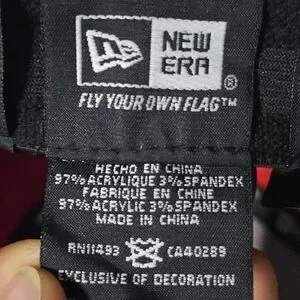 NEW
ERA®
FLY YOUR OWN FLAG™
HECHO EN CHINA
97% ACRYLIQUE 3% SPANDEX
FABRIQUE EN CHINE
97% ACRYLIC 3% SPANDEX
MADE IN CHINA
RN11493 CA40289
EXCLUSIVE OF DECORATION